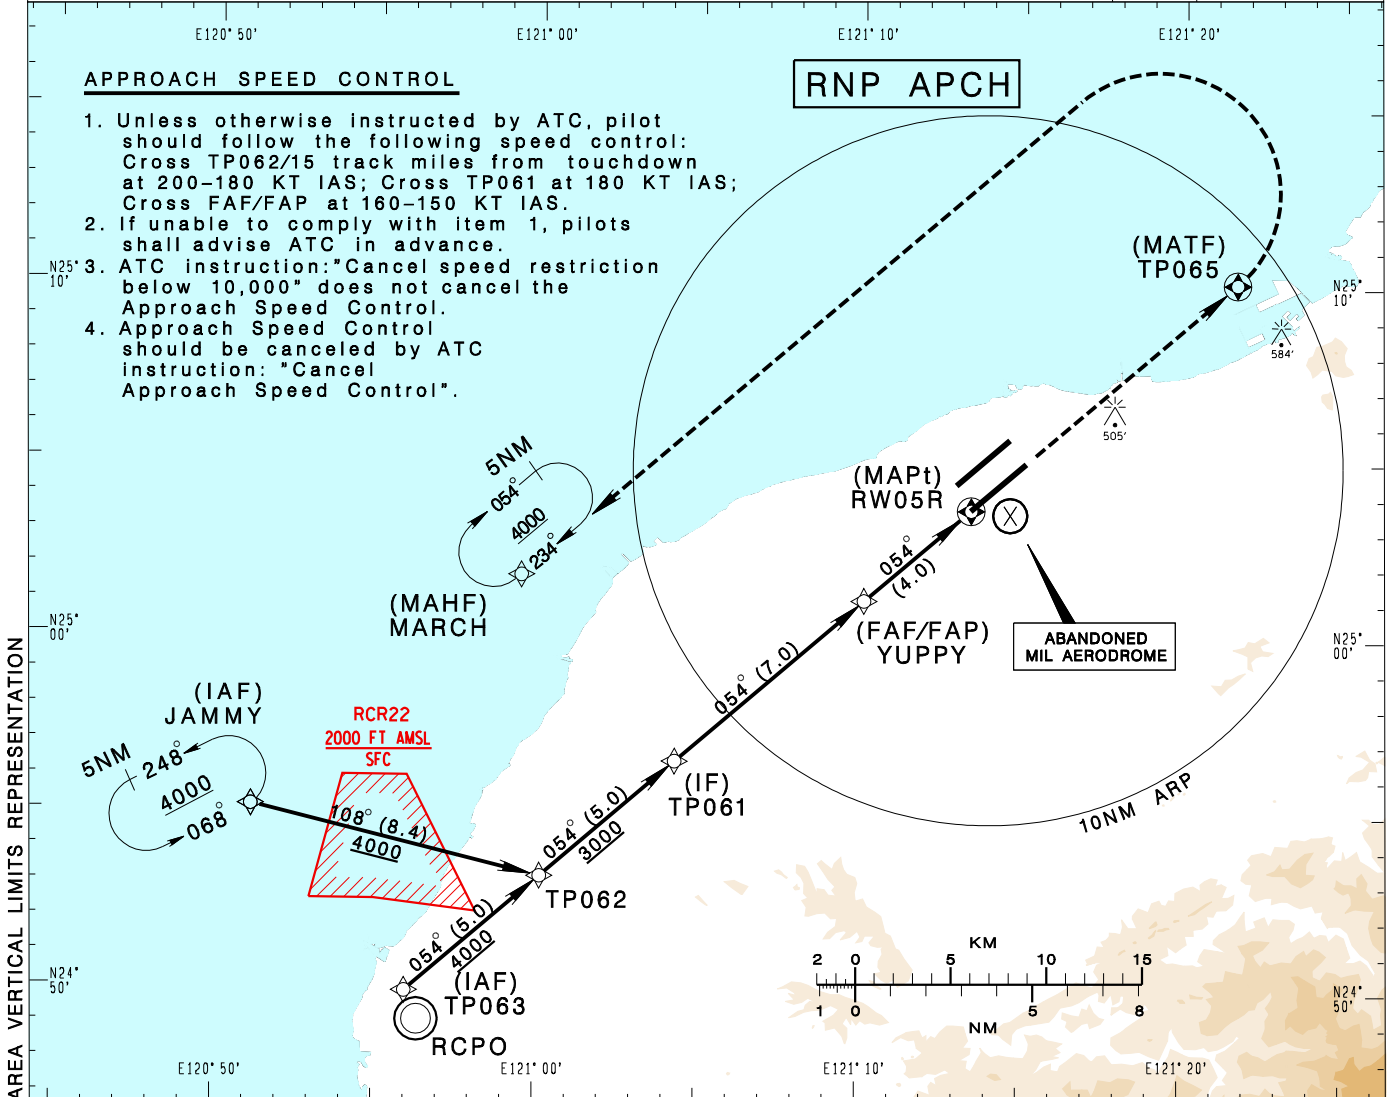 E120° 50'
E121° 00'
E121° 10'
E121° 20'
APPROACH SPEED CONTROL
1. Unless otherwise instructed by ATC, pilot
should follow the following speed control:
Cross TP062/15 track miles from touchdown
at 200-180 KT IAS; Cross TP061 at 180 KT IAS;
Cross FAF/FAP at 160-150 KT IAS.
2. If unable to comply with item 1, pilots
shall advise ATC in advance.
3. ATC instruction:"Cancel speed restriction
below 10,000" does not cancel the
Approach Speed Control.
4. Approach Speed Control
should be canceled by ATC
instruction: "Cancel
Approach Speed Control".
RNP APCH
N25°
10'
(MATF)
TP065
N25°
10'
584'
505'
5NM
054°
4000
234°
(MAHF)
MARCH
(MAPt)
RW05R
054°
(4.0)
(FAF/FAP)
YUPPY
ABANDONED
MIL AERODROME
N25°
00'
N25°
00'
054° (7.0)
(IAF)
JAMMY
5NM
248°
4000
068°
RCR22
2000 FT AMSL
SFC
108° (8.4)
4000
(IF)
TP061
054° (5.0)
3000
10NM ARP
TP062
054° (5.0)
4000
(IAF)
TP063
RCPO
N24°
50'
N24°
50'
KM
2 0 5 10 15
1 0 5 8
NM
E120° 50'
E121° 00'
E121° 10'
E121° 20'
AREA VERTICAL LIMITS REPRESENTATION